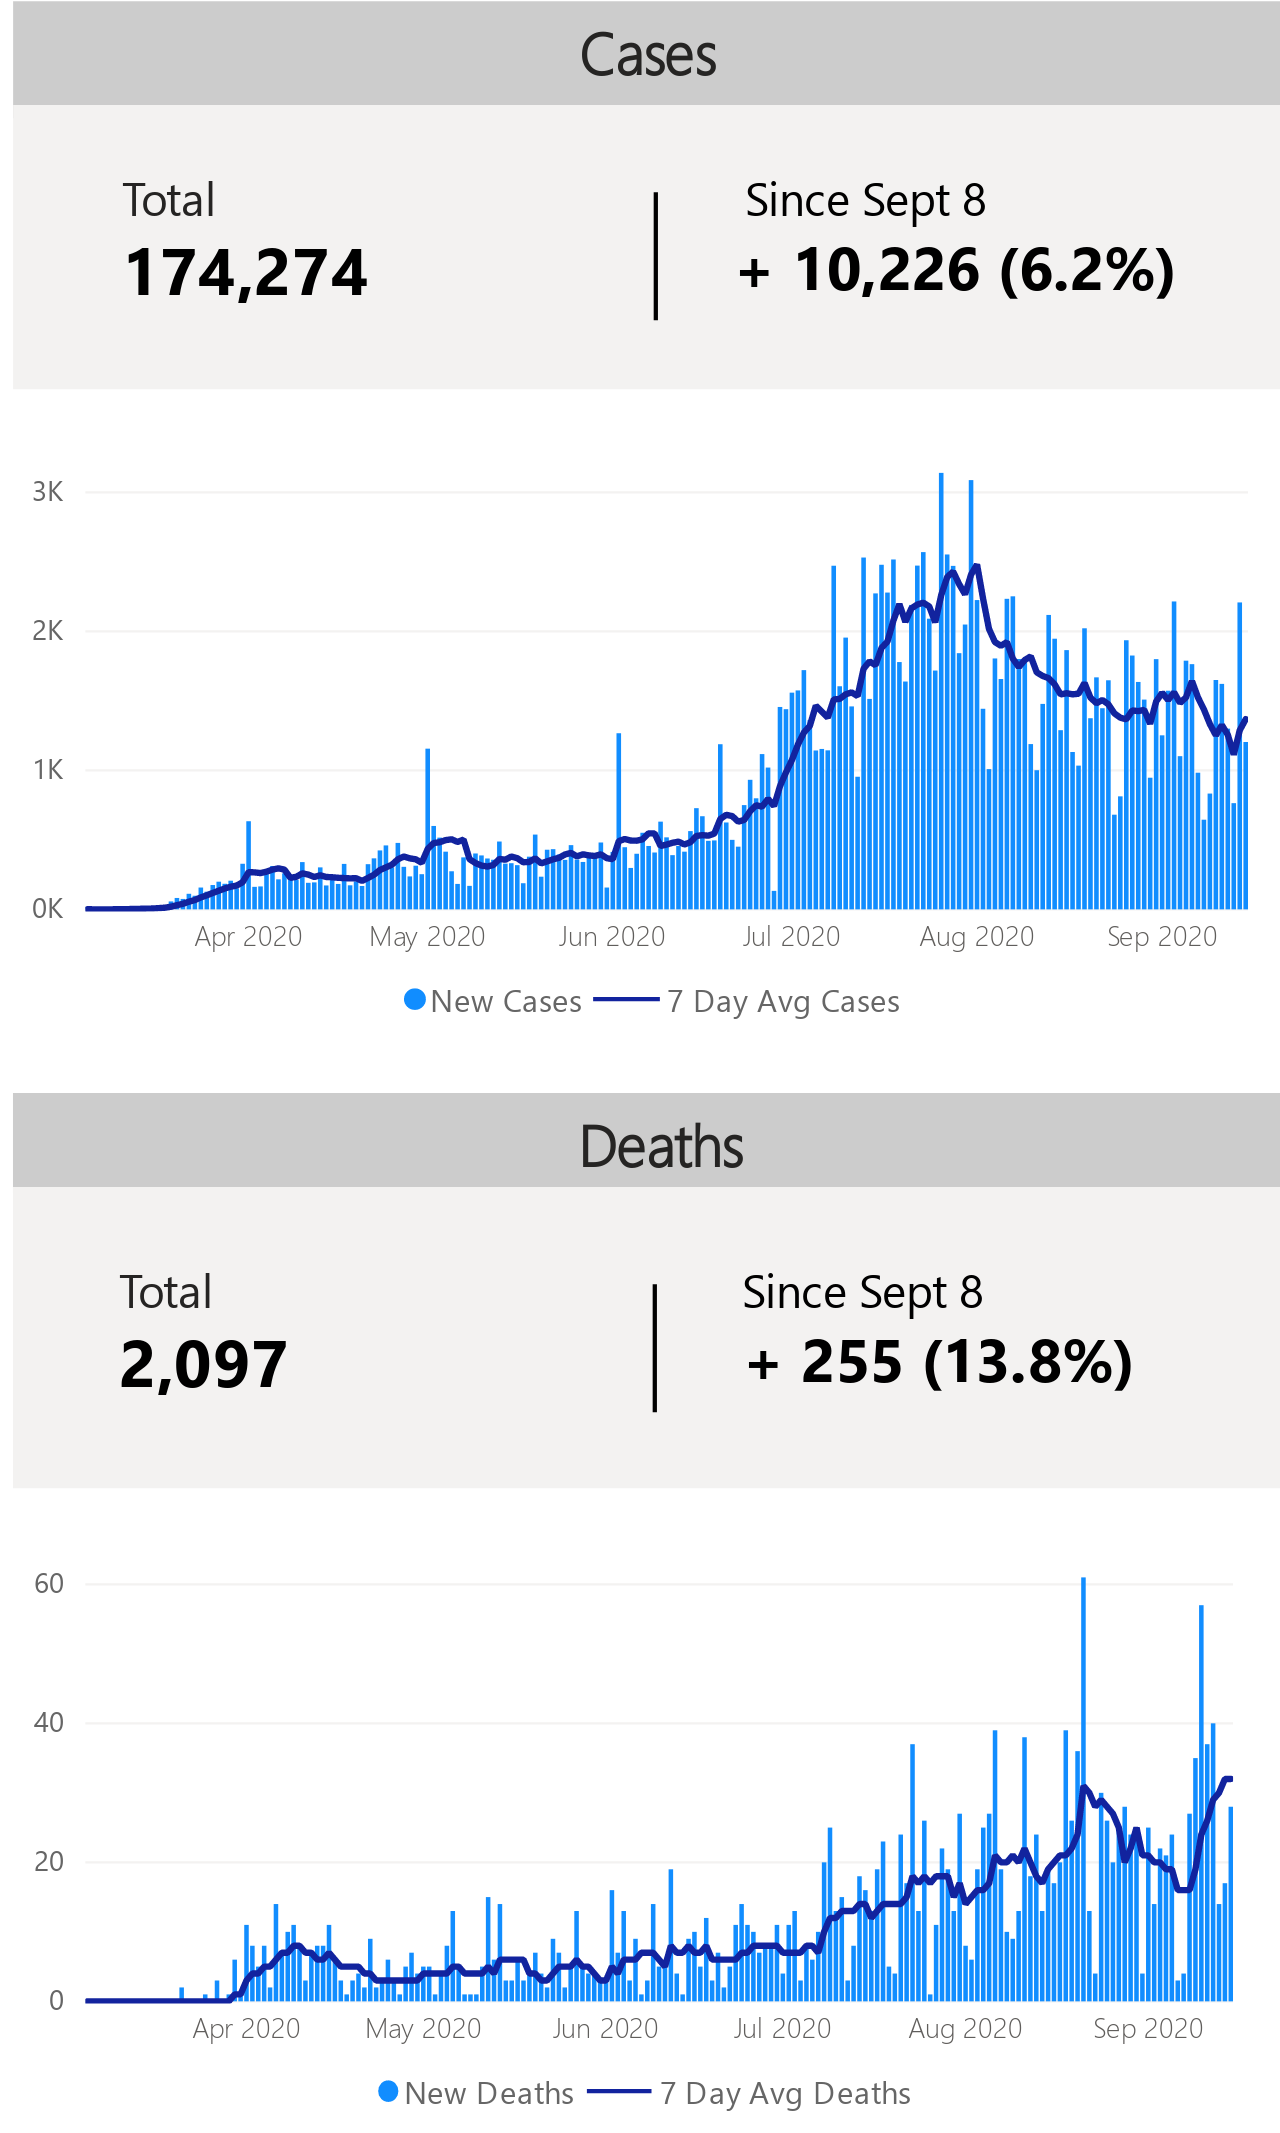 Cases
Total
Since Sept 8
174,274
+ 10,226 (6.2%)
3K
2K
1K
0K
Apr 2020
May 2020
Jun 2020
Jul 2020
Aug 2020
Sep 2020
New Cases
7 Day Avg Cases
Deaths
Total
Since Sept 8
2,097
+ 255 (13.8%)
60
40
20
0
Apr 2020
May 2020
Jun 2020
Jul 2020
Aug 2020
Sep 2020
New Deaths
7 Day Avg Deaths